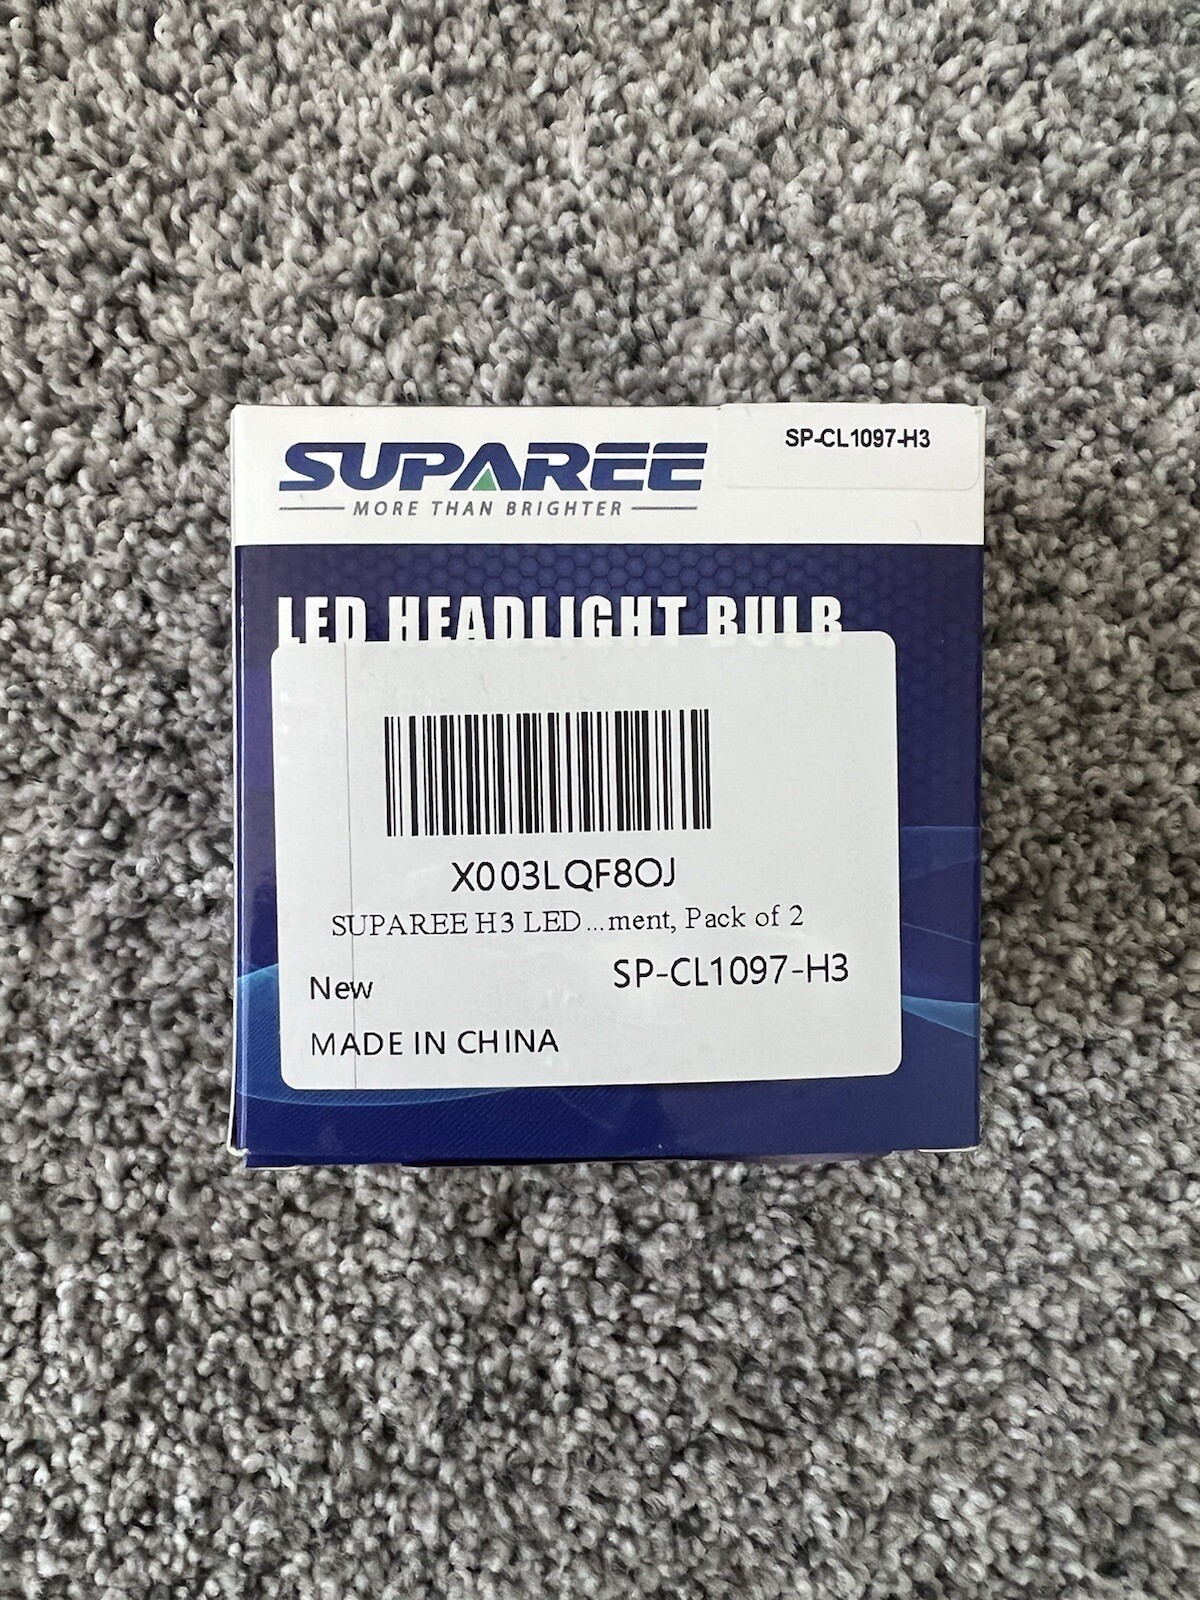 SUPAREE
MORE THAN BRIGHTER
SP-CL1097-H3
LED HEADLIGHT BULB
X003LQF8OJ
SUPAREE H3 LED ...ment, Pack of 2
New
SP-CL1097-H3
MADE IN CHINA